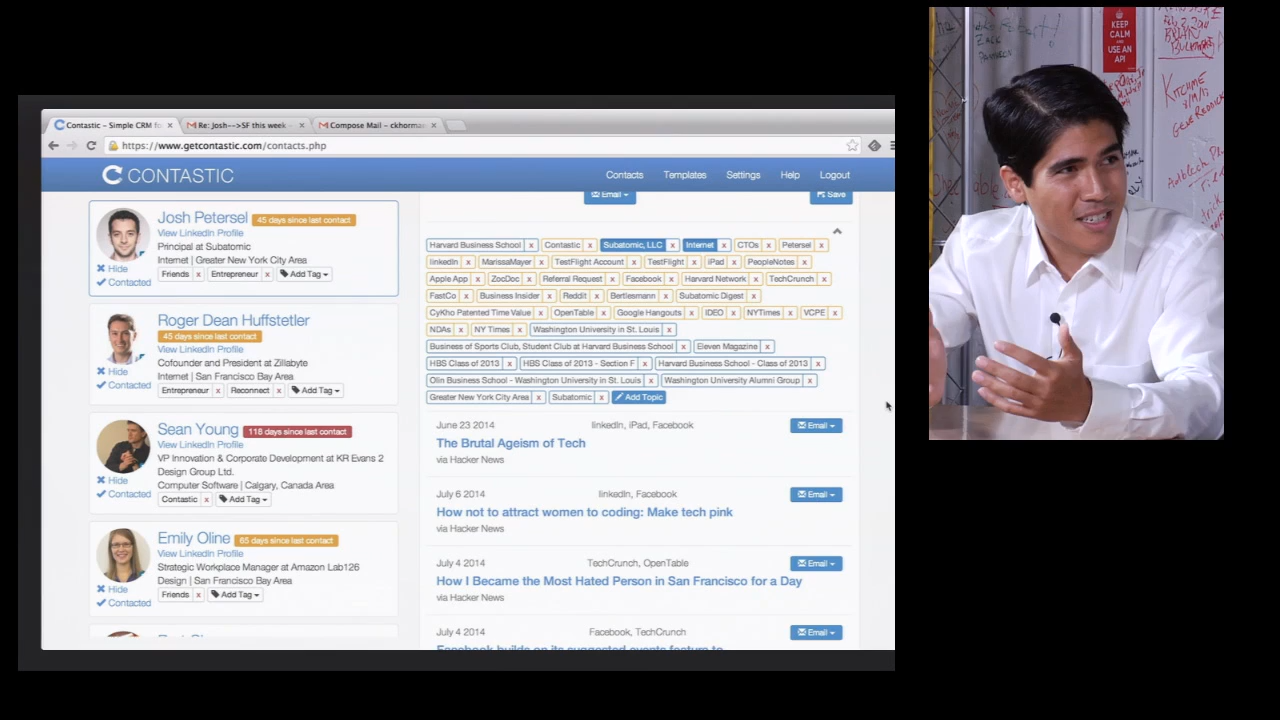 Contastic – Simple CRM fo x
Re: Josh-->SF this week - x
Compose Mail – ckhorman x
https://www.getcontastic.com/contacts.php
CONTASTIC
Contacts Templates Settings Help Logout
Josh Petersel 45 days since last contact
View LinkedIn Profile
Principal at Subatomic
Internet | Greater New York City Area
Hide
Friends x Entrepreneur x Add Tag
Contacted
Roger Dean Huffstetler
45 days since last contact
View LinkedIn Profile
Cofounder and President at Zillabyte
Hide
Internet | San Francisco Bay Area
Contacted
Entrepreneur x Reconnect x Add Tag
Sean Young 118 days since last contact
View LinkedIn Profile
VP Innovation & Corporate Development at KR Evans 2
Design Group Ltd.
Hide
Computer Software | Calgary, Canada Area
Contacted
Contastic x Add Tag
Emily Oline 65 days since last contact
View LinkedIn Profile
Strategic Workplace Manager at Amazon Lab126
Design | San Francisco Bay Area
Hide
Friends x Add Tag
Contacted
Email Save
Harvard Business School x Contastic x Subatomic, LLC x Internet x CTOs x Petersel x
linkedIn x MarissaMayer x TestFlight Account x TestFlight x iPad x PeopleNotes x
Apple App x ZocDoc x Referral Request x Facebook x Harvard Network x TechCrunch x
FastCo x Business Insider x Reddit x Bertlesmann x Subatomic Digest x
CyKho Patented Time Value x OpenTable x Google Hangouts x IDEO x NYTimes x VCPE x
NDAs x NY Times x Washington University in St. Louis x
Business of Sports Club, Student Club at Harvard Business School x Eleven Magazine x
HBS Class of 2013 x HBS Class of 2013 - Section F x Harvard Business School - Class of 2013 x
Olin Business School - Washington University in St. Louis x Washington University Alumni Group x
Greater New York City Area x Subatomic x Add Topic
June 23 2014 linkedIn, iPad, Facebook Email
The Brutal Ageism of Tech
via Hacker News
July 6 2014 linkedIn, Facebook Email
How not to attract women to coding: Make tech pink
via Hacker News
July 4 2014 TechCrunch, OpenTable Email
How I Became the Most Hated Person in San Francisco for a Day
via Hacker News
July 4 2014 Facebook, TechCrunch Email
Facebook builds on its suggested events feature to
KEEP
CALM
AND
USE AN
API